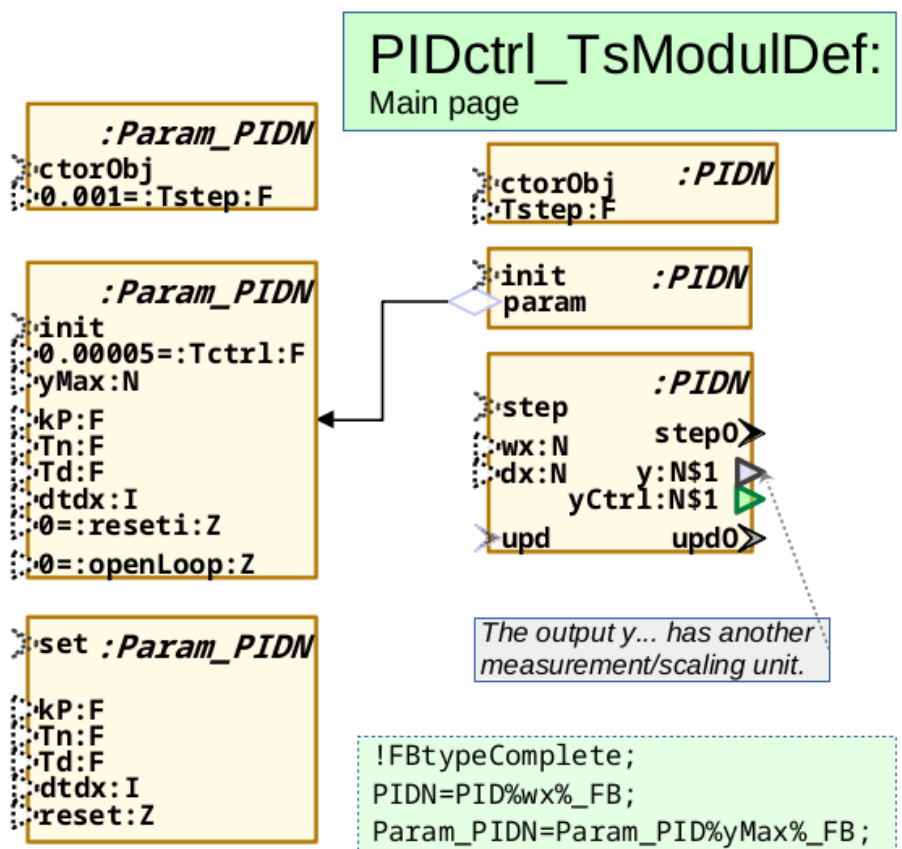 PIDctrl_TsModulDef:
Main page
:Param_PIDN
ctorObj
0.001=:Tstep:F
:PIDN
ctorObj
Tstep:F
:Param_PIDN
init
0.00005=:Tctrl:F
yMax:N
kP:F
Tn:F
Td:F
dtdx:I
0=:reseti:Z
0=:openLoop:Z
:PIDN
init
param
:PIDN
step
stepO
wx:N
dx:N
y:N$1
yCtrl:N$1
upd
updO
The output y... has another
measurement/scaling unit.
set :Param_PIDN
kP:F
Tn:F
Td:F
dtdx:I
reset:Z
!FBtypeComplete;
PIDN=PID%wx%_FB;
Param_PIDN=Param_PID%yMax%_FB;